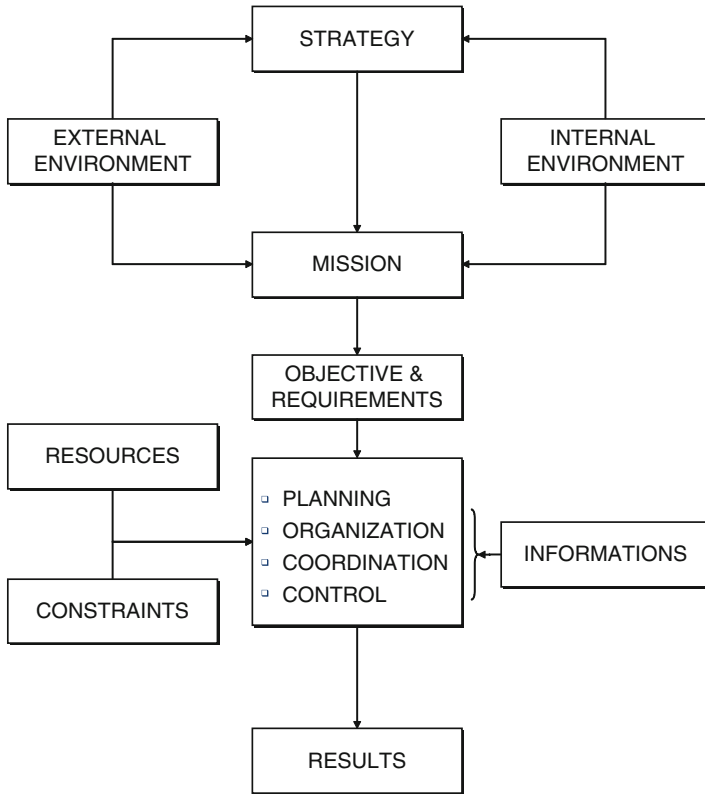 STRATEGY
EXTERNAL
ENVIRONMENT
INTERNAL
ENVIRONMENT
MISSION
OBJECTIVE &
REQUIREMENTS
RESOURCES
PLANNING
ORGANIZATION
COORDINATION
CONTROL
INFORMATIONS
CONSTRAINTS
RESULTS